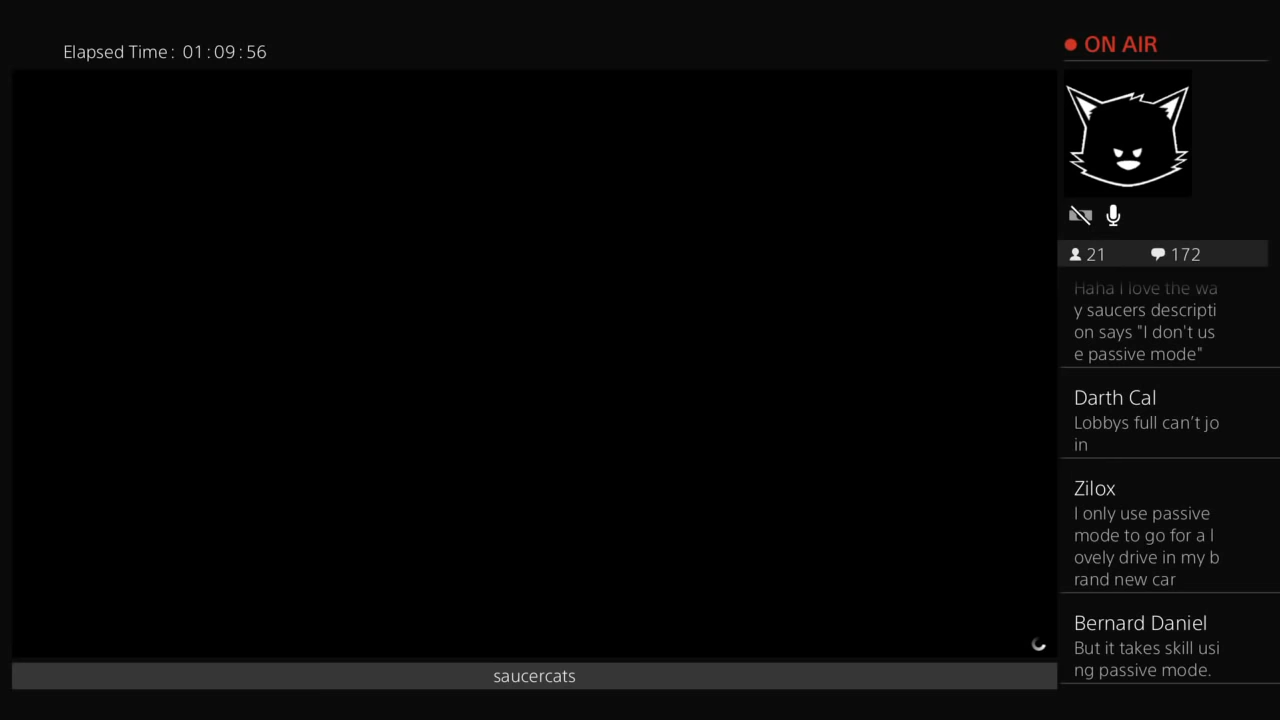 Elapsed Time: 01:09:56
ON AIR
21 172
Haha I love the wa
y saucers descripti
on says "I don't us
e passive mode"
Darth Cal
Lobbys full can’t jo
in
Zilox
I only use passive
mode to go for a l
ovely drive in my b
rand new car
Bernard Daniel
But it takes skill usi
ng passive mode.
saucercats